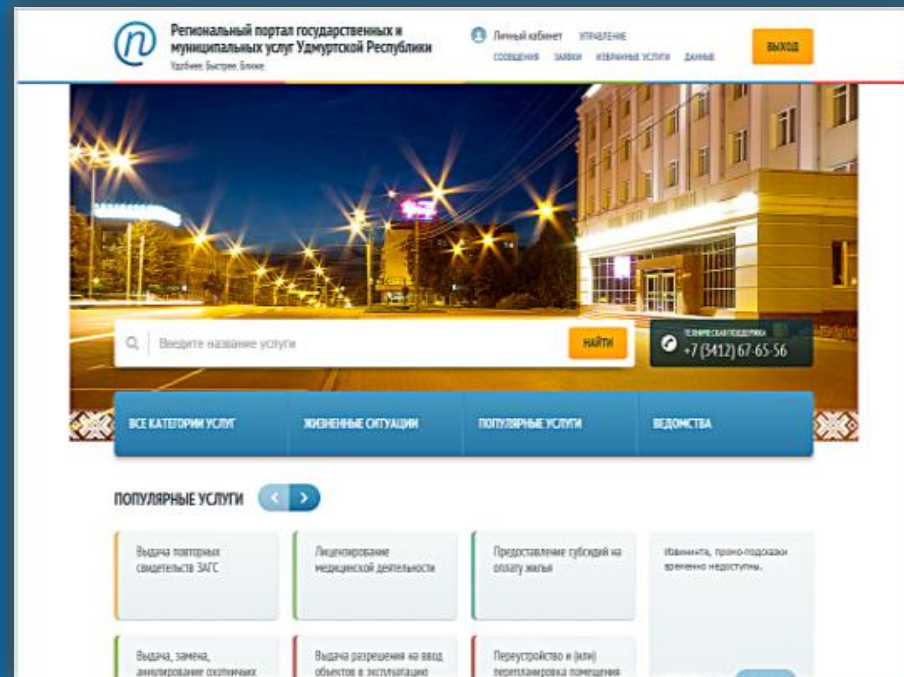 Региональный портал государственных и
муниципальных услуг Удмуртской Республики
Удобнее. Быстрее. Ближе.
Личный кабинет УПРАВЛЕНИЕ
СООБЩЕНИЯ ЗАЯВКИ ИЗБРАННЫЕ УСЛУГИ ДАННЫЕ
ВЫХОД
Введите название услуги
НАЙТИ
ТЕХНИЧЕСКАЯ ПОДДЕРЖКА
+7 (3412) 67-65-56
ВСЕ КАТЕГОРИИ УСЛУГ
ЖИЗНЕННЫЕ СИТУАЦИИ
ПОПУЛЯРНЫЕ УСЛУГИ
ВЕДОМСТВА
ПОПУЛЯРНЫЕ УСЛУГИ
Выдача повторных
свидетельств ЗАГС
Лицензирование
медицинской деятельности
Предоставление субсидий на
оплату жилья
Извините, промо-подсказки
временно недоступны.
Выдача, замена,
аннулирование охотничьих
Выдача разрешения на ввод
объектов в эксплуатацию
Переустройство и (или)
перепланировка помещения